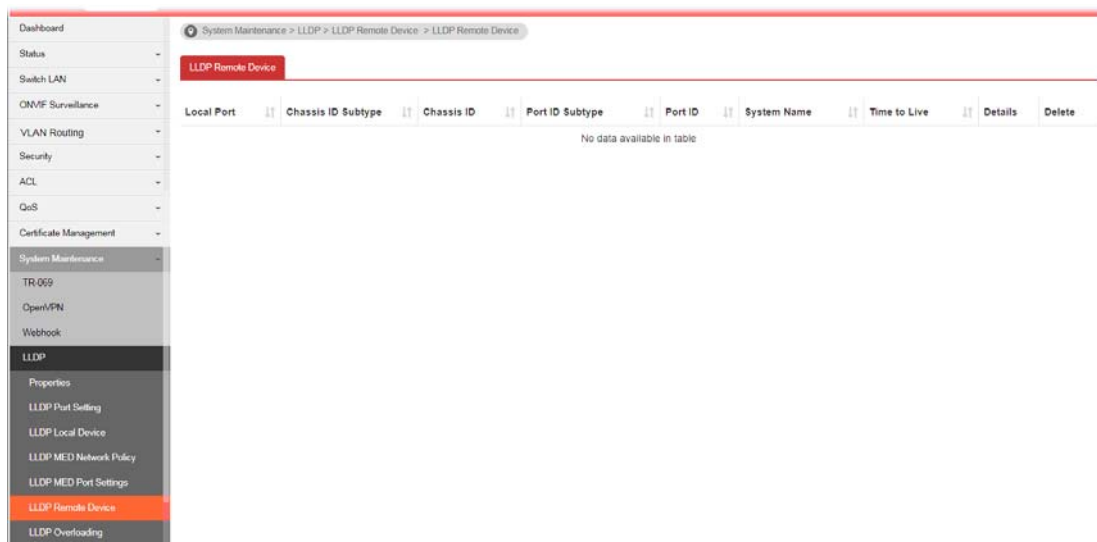 Dashboard
System Maintenance > LLDP > LLDP Remote Device > LLDP Remote Device
Status
LLDP Remote Device
Switch LAN
ONVIF Surveillance
Local Port Chassis ID Subtype Chassis ID Port ID Subtype Port ID System Name Time to Live Details Delete
VLAN Routing
No data available in table
Security
ACL
QoS
Certificate Management
System Maintenance
TR-069
OpenVPN
Webhook
LLDP
Properties
LLDP Port Setting
LLDP Local Device
LLDP MED Network Policy
LLDP MED Port Settings
LLDP Remote Device
LLDP Overloading